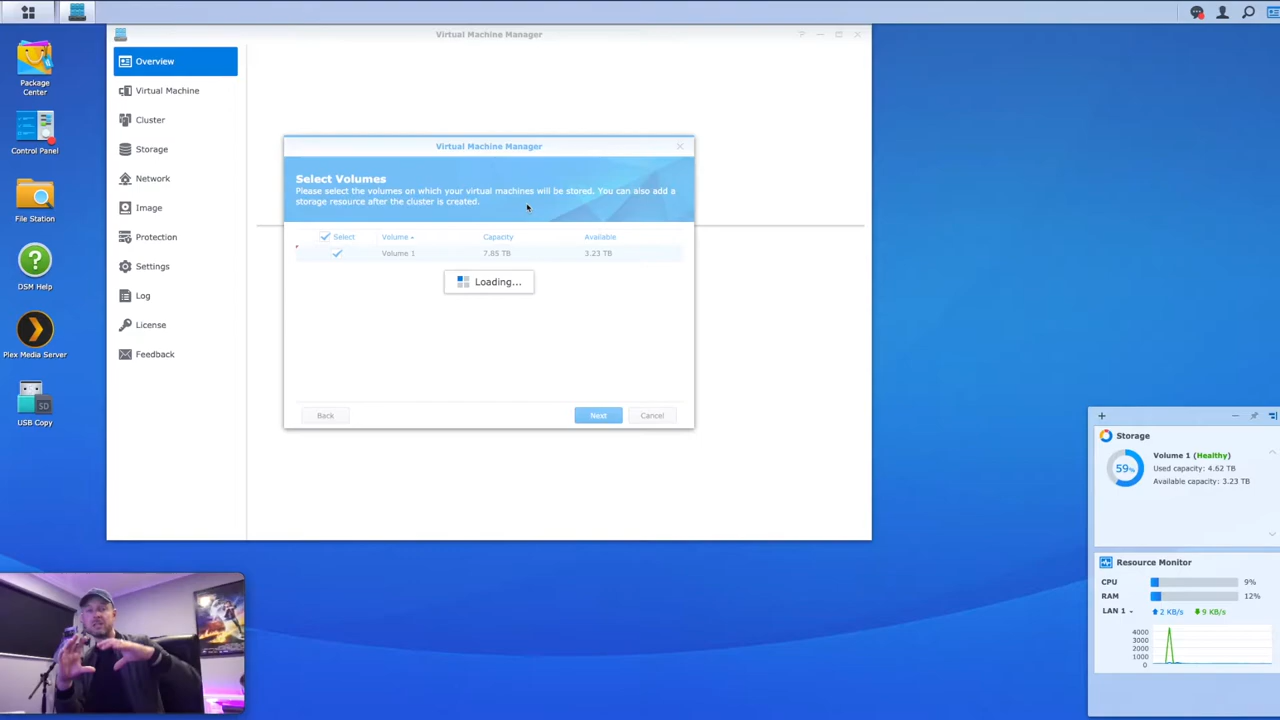 Virtual Machine Manager
Package
Center
Control Panel
File Station
DSM Help
Plex Media Server
SD
USB Copy
Overview
Virtual Machine
Cluster
Storage
Network
Image
Protection
Settings
Log
License
Feedback
Virtual Machine Manager
Select Volumes
Please select the volumes on which your virtual machines will be stored. You can also add a
storage resource after the cluster is created.
Select Volume Capacity Available
Volume 1 7.85 TB 3.23 TB
Loading...
Back Next Cancel
Storage
59%
Volume 1 (Healthy)
Used capacity: 4.62 TB
Available capacity: 3.23 TB
Resource Monitor
CPU 9%
RAM 12%
LAN 1 2 KB/s 9 KB/s
4000
3000
2000
1000
0